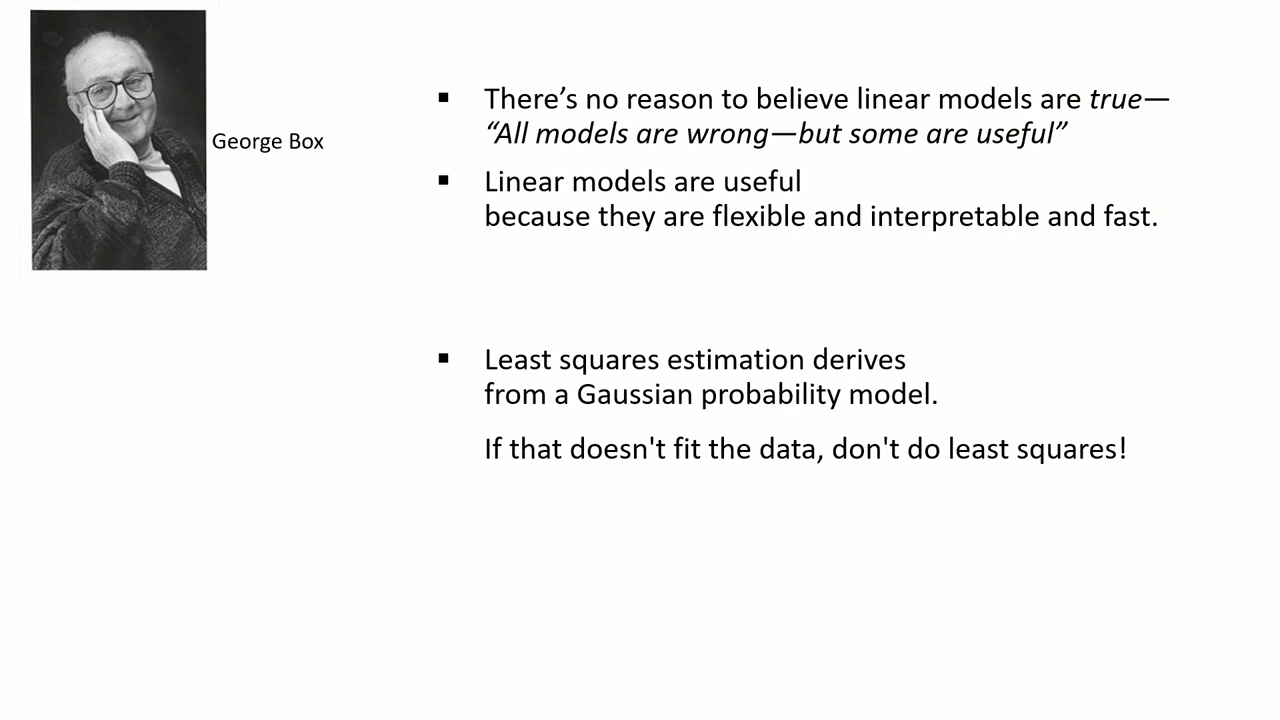 George Box
▪ There’s no reason to believe linear models are true—
“All models are wrong—but some are useful”
▪ Linear models are useful
because they are flexible and interpretable and fast.
▪ Least squares estimation derives
from a Gaussian probability model.
If that doesn't fit the data, don't do least squares!